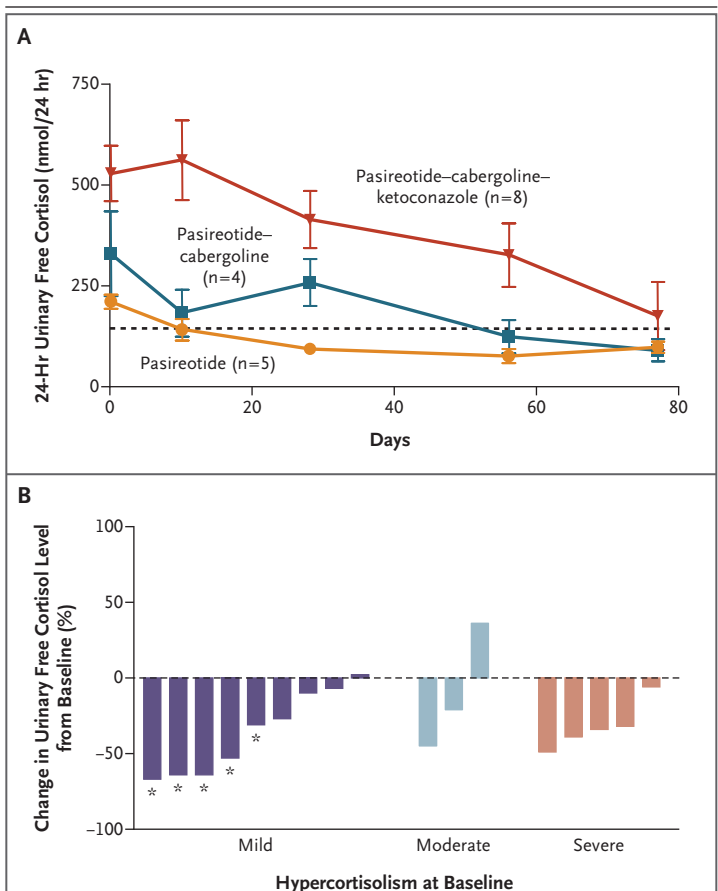 A
24-Hr Urinary Free Cortisol (nmol/24 hr)
750
500
250
0
Pasireotide–cabergoline–
ketoconazole (n=8)
Pasireotide–
cabergoline
(n=4)
Pasireotide (n=5)
0
20
40
60
80
Days
B
Change in Urinary Free Cortisol Level
from Baseline (%)
100
50
0
−50
−100
*
*
*
*
*
Mild
Moderate
Severe
Hypercortisolism at Baseline